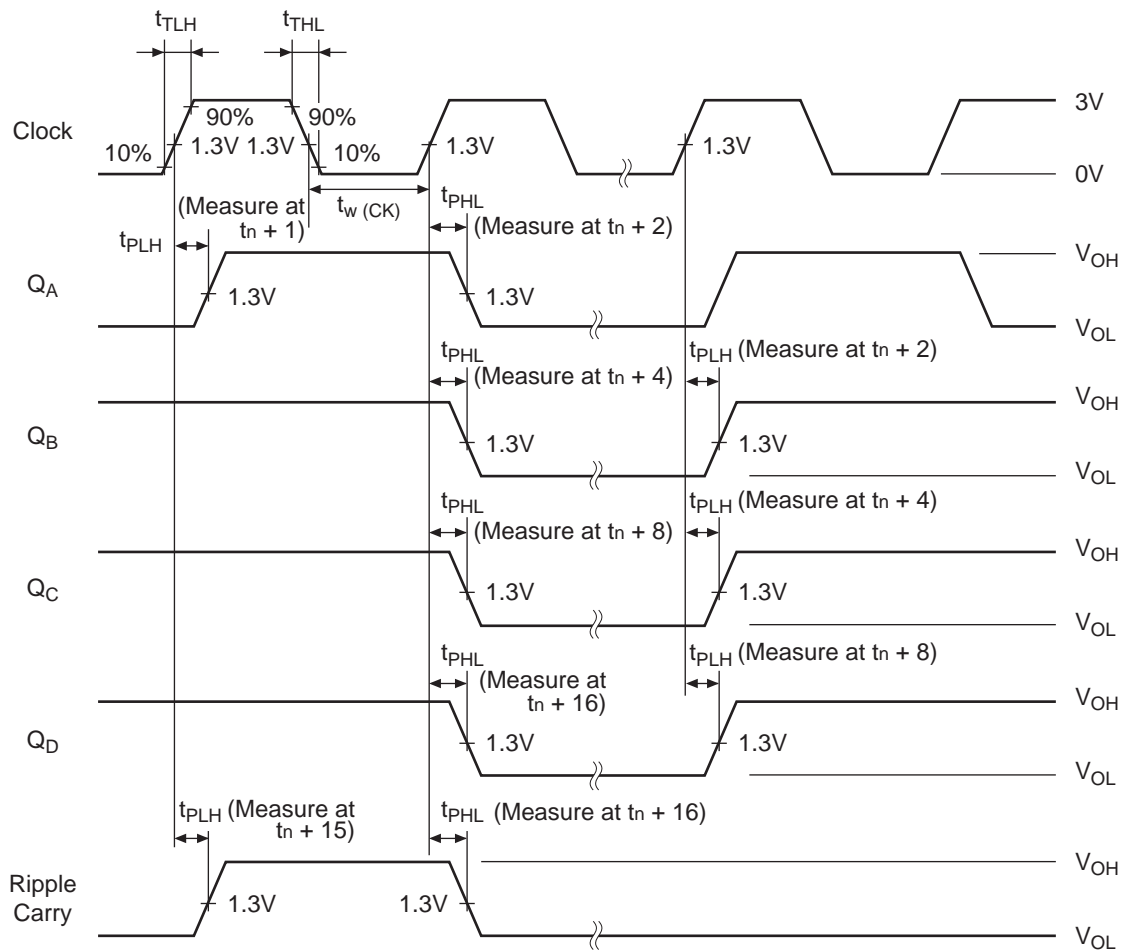 tTLH tTHL
3V
90% 90%
Clock
10% 1.3V 1.3V 10% 1.3V 1.3V
0V
tw (CK)
tPHL
(Measure at
tn + 1)
(Measure at tn + 2)
tPLH
VOH
QA
1.3V 1.3V
VOL
tPHL
(Measure at tn + 4)
tPLH (Measure at tn + 2)
VOH
QB
1.3V 1.3V
VOL
tPHL
(Measure at tn + 8)
tPLH (Measure at tn + 4)
VOH
QC
1.3V 1.3V
VOL
tPHL
(Measure at
tn + 16)
tPLH (Measure at tn + 8)
VOH
QD
1.3V 1.3V
VOL
tPLH (Measure at
tn + 15)
tPHL (Measure at tn + 16)
VOH
Ripple
Carry
1.3V 1.3V
VOL